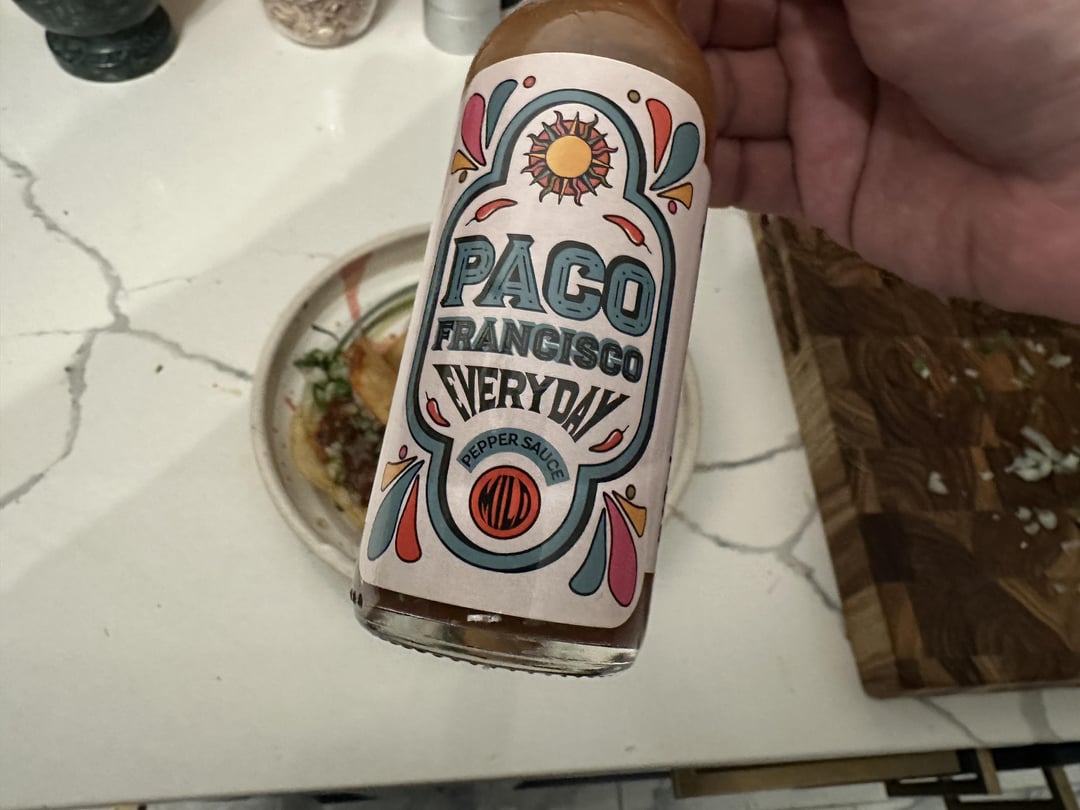 PACO
FRANCISCO
EVERYDAY
PEPPER SAUCE
MILD